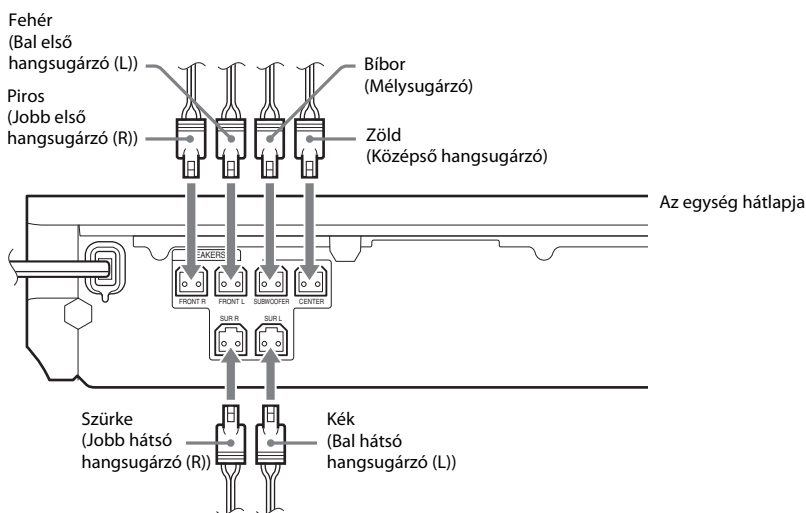 Fehér
(Bal első
hangsugárzó (L))
Piros
(Jobb első
hangsugárzó (R))
Bíbor
(Mélysugárzó)
Zöld
(Középső hangsugárzó)
Az egység hátlapja
EAKERS
FRONT R
FRONT L
SUBWOOFER
CENTER
SUR R
SUR L
Szürke
(Jobb hátsó
hangsugárzó (R))
Kék
(Bal hátsó
hangsugárzó (L))